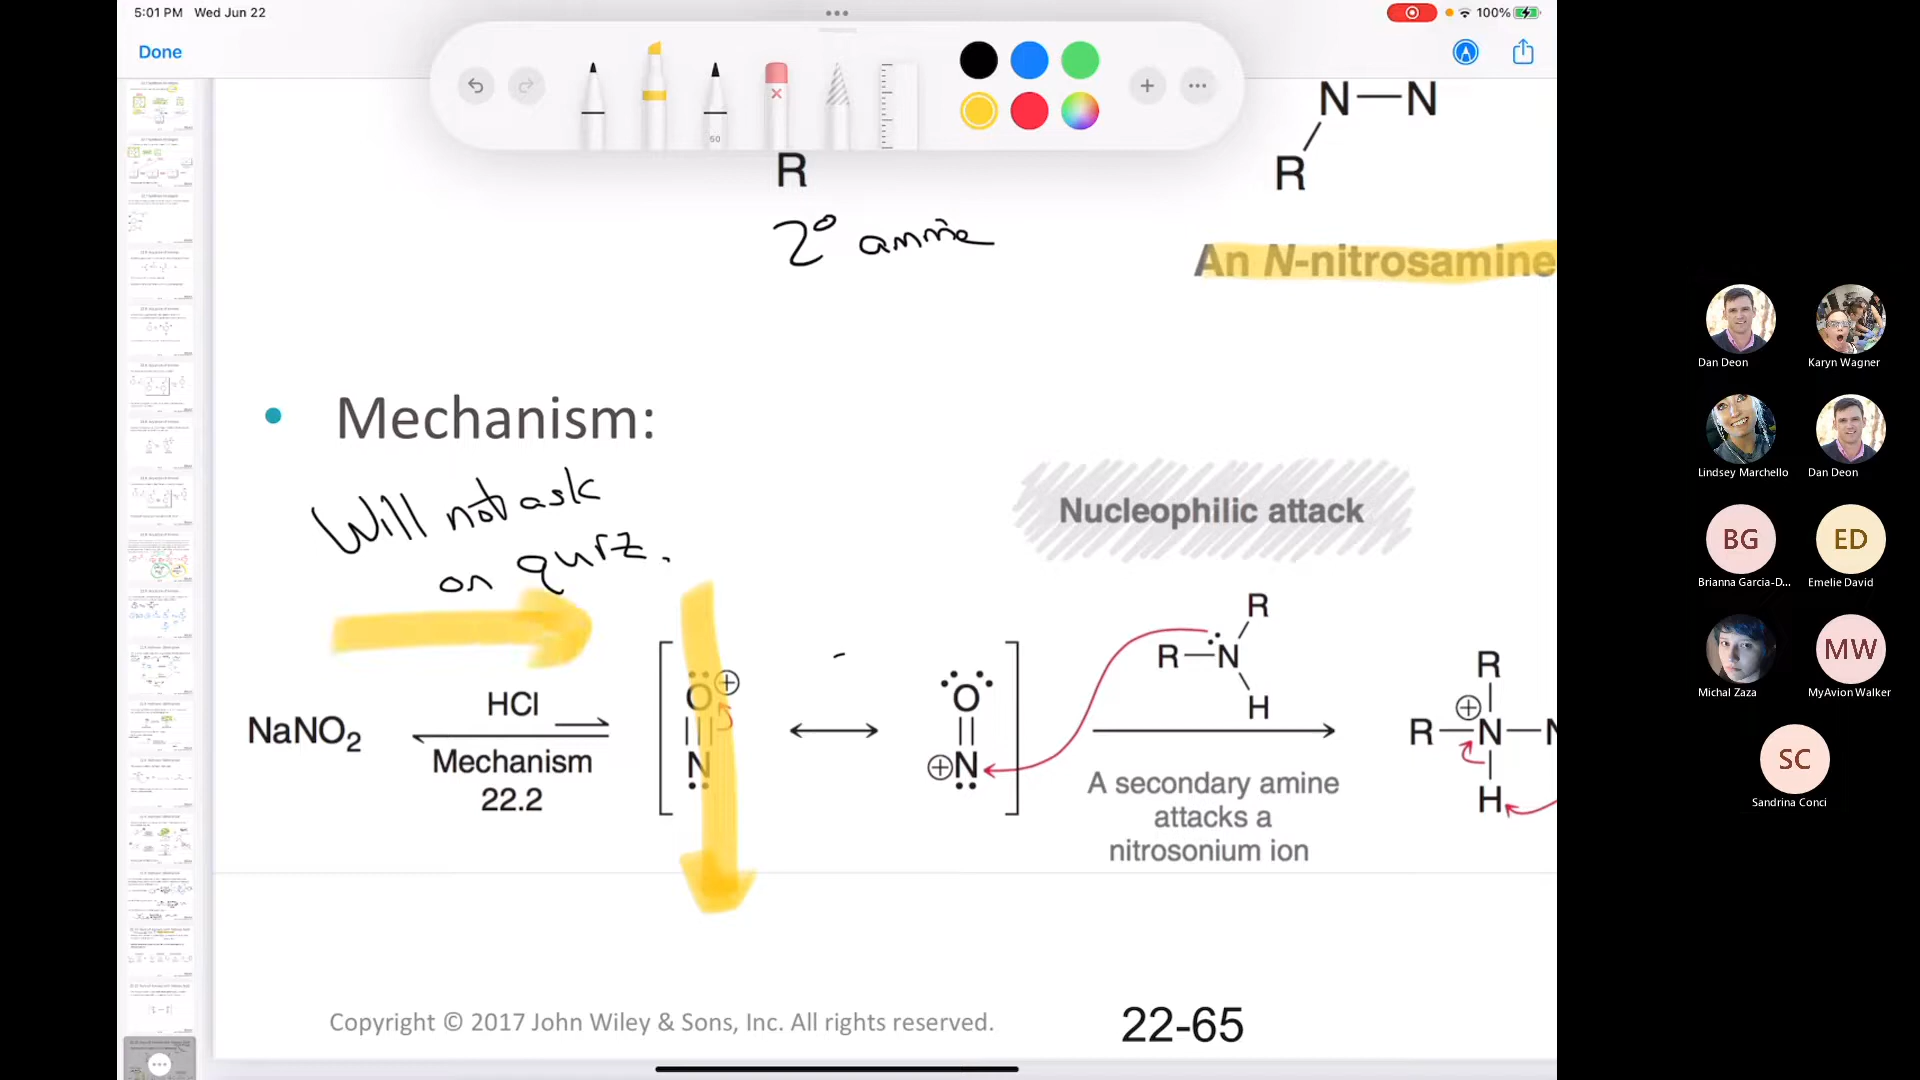 5:01 PM Wed Jun 22
100%
Done
50
N—N
R
R
2° amine
An N-nitrosamine
• Mechanism:
Will not ask
on quiz.
Nucleophilic attack
NaNO2
HCl
Mechanism
22.2
O
N
O
N
R
R—N
H
A secondary amine
attacks a
nitrosonium ion
R
R—N—N
H
Copyright © 2017 John Wiley & Sons, Inc. All rights reserved.
22-65
Dan Deon
Karyn Wagner
Lindsey Marchello
Dan Deon
BG
ED
Brianna Garcia-D...
Emelie David
MW
Michal Zaza
MyAvion Walker
SC
Sandrina Conci